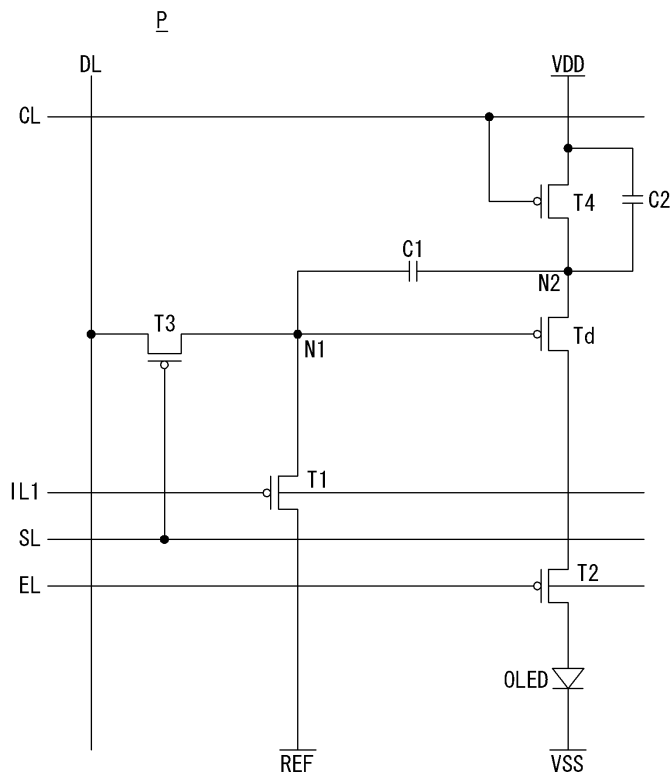 P
DL
VDD
CL
T4
C2
C1
N2
T3
N1
Td
T1
IL1
SL
EL
T2
OLED
REF
VSS